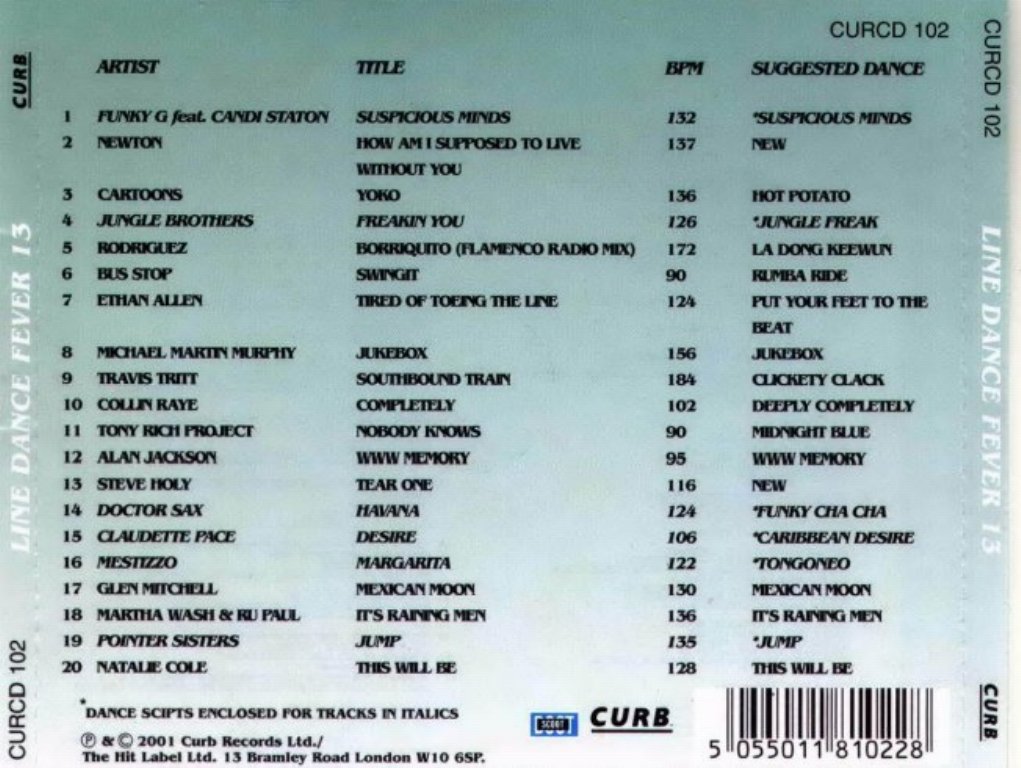 CURCD 102
ARTIST TITLE BPM SUGGESTED DANCE
1 FUNKY G feat. CANDI STATON SUSPICIOUS MINDS 132 *SUSPICIOUS MINDS
2 NEWTON HOW AM I SUPPOSED TO LIVE 137 NEW
WITHOUT YOU
3 CARTOONS YOKO 136 HOT POTATO
4 JUNGLE BROTHERS FREAKIN YOU 126 *JUNGLE FREAK
5 RODRIGUEZ BORRIQUITO (FLAMENCO RADIO MIX) 172 LA DONG KEEWUN
6 BUS STOP SWINGIT 90 RUMBA RIDE
7 ETHAN ALLEN TIRED OF TOEING THE LINE 124 PUT YOUR FEET TO THE
BEAT
8 MICHAEL MARTIN MURPHY JUKEBOX 156 JUKEBOX
9 TRAVIS TRITT SOUTHBOUND TRAIN 184 CLICKETY CLACK
10 COLLIN RAYE COMPLETELY 102 DEEPLY COMPLETELY
11 TONY RICH PROJECT NOBODY KNOWS 90 MIDNIGHT BLUE
12 ALAN JACKSON WWW MEMORY 95 WWW MEMORY
13 STEVE HOLY TEAR ONE 116 NEW
14 DOCTOR SAX HAVANA 124 *FUNKY CHA CHA
15 CLAUDETTE PACE DESIRE 106 *CARIBBEAN DESIRE
16 MESTIZZO MARGARITA 122 *TONGONEO
17 GLEN MITCHELL MEXICAN MOON 130 MEXICAN MOON
18 MARTHA WASH & RU PAUL IT'S RAINING MEN 136 IT'S RAINING MEN
19 POINTER SISTERS JUMP 135 *JUMP
20 NATALIE COLE THIS WILL BE 128 THIS WILL BE
*DANCE SCIPTS ENCLOSED FOR TRACKS IN ITALICS
℗ & © 2001 Curb Records Ltd./
The Hit Label Ltd. 13 Bramley Road London W10 6SP.
SCOOT CURB
5 055011 810228
CURB
LINE DANCE FEVER 13
CURCD 102
CURCD 102
LINE DANCE FEVER 13
CURB